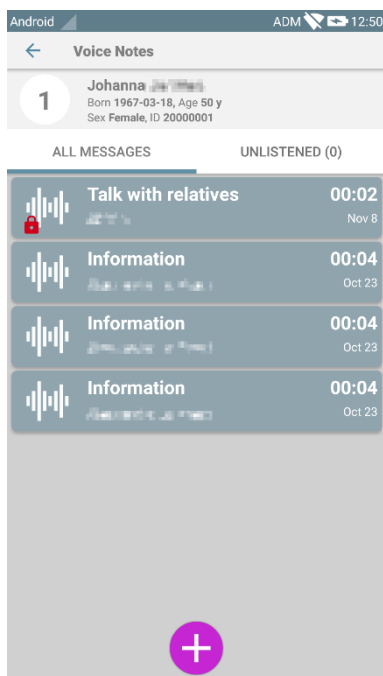 Android ADM 12:50
Voice Notes
1
Johanna
Born 1967-03-18, Age 50 y
Sex Female, ID 20000001
ALL MESSAGES UNLISTENED (0)
Talk with relatives 00:02
Nov 8
Information 00:04
Oct 23
Information 00:04
Oct 23
Information 00:04
Oct 23